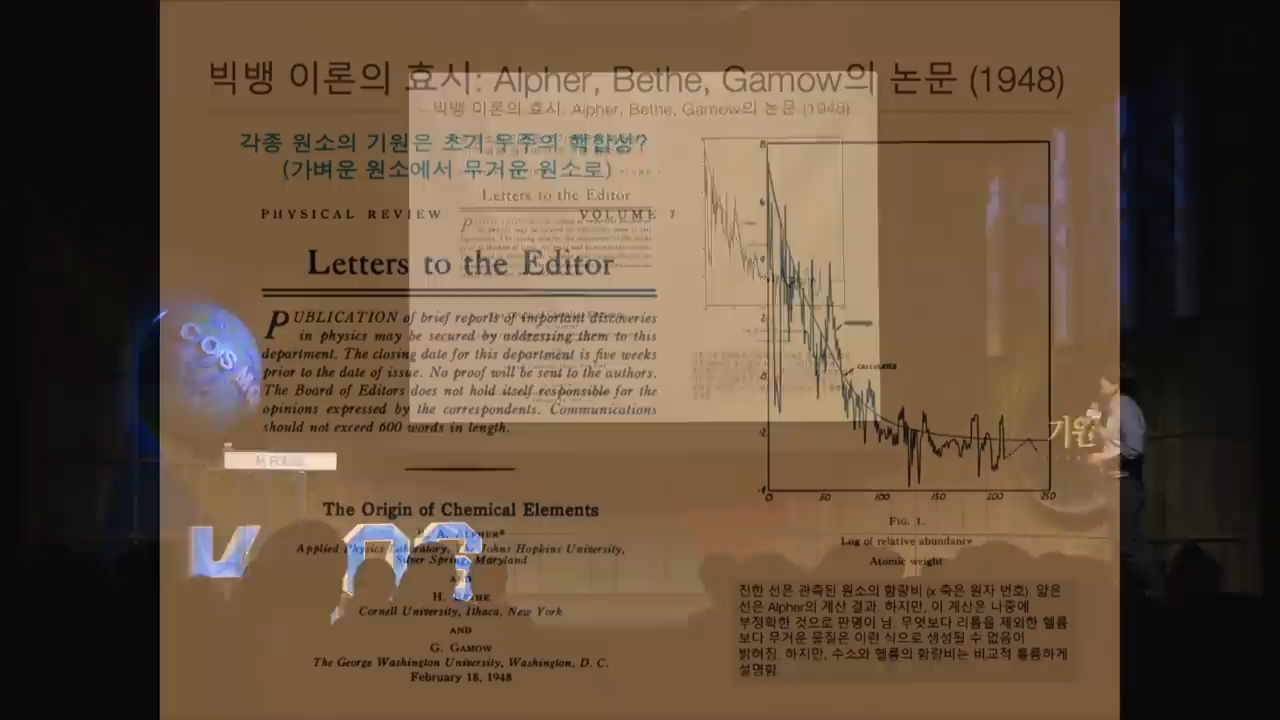 빅뱅 이론의 효시: Alpher, Bethe, Gamow의 논문 (1948)
빅뱅 이론의 효시: Alpher, Bethe, Gamow의 논문 (1948)
각종 원소의 기원은 초기 우주의 핵합성?
(가벼운 원소에서 무거운 원소로)
Letters to the Editor
PHYSICAL REVIEW VOLUME 7
Letters to the Editor
PUBLICATION of brief reports of important discoveries
in physics may be secured by addressing them to this
department. The closing date for this department is five weeks
prior to the date of issue. No proof will be sent to the authors.
The Board of Editors does not hold itself responsible for the
opinions expressed by the correspondents. Communications
should not exceed 600 words in length.
COSMO
The Origin of Chemical Elements
R. A. ALPHER*
Applied Physics Laboratory, The Johns Hopkins University,
Silver Spring, Maryland
AND
H. BETHE
Cornell University, Ithaca, New York
AND
G. GAMOW
The George Washington University, Washington, D. C.
February 18, 1948
CALCULATED
기원
-2
0 50 100 150 200 250
FIG. 1.
Log of relative abundance
Atomic weight
진한 선은 관측된 원소의 함량비 (x 축은 원자 번호). 얇은
선은 Alpher의 계산 결과. 하지만, 이 계산은 나중에
부정확한 것으로 판명이 남. 무엇보다 리튬을 제외한 헬륨
보다 무거운 물질은 이런 식으로 생성될 수 없음이
밝혀짐. 하지만, 수소와 헬륨의 함량비는 비교적 훌륭하게
설명함